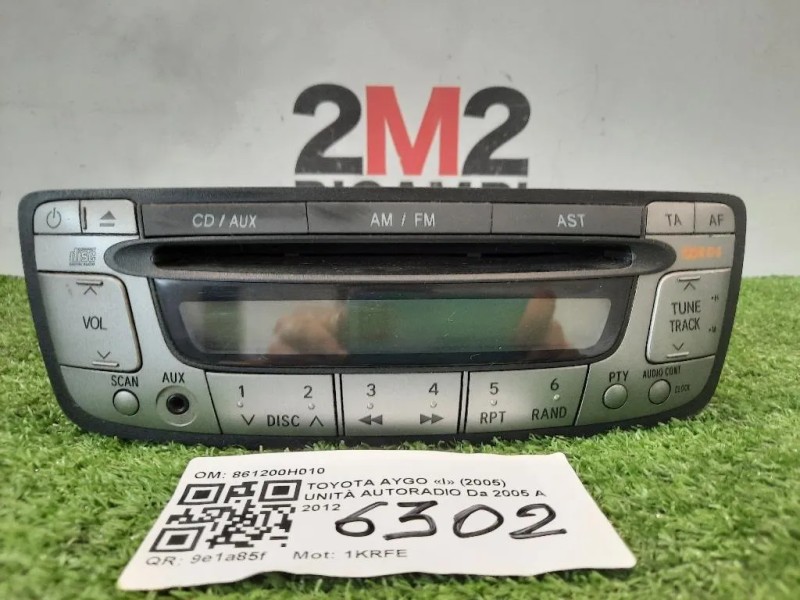 2M2
RICAMBI
CD / AUX
AM / FM
AST
TA
AF
disc
VOL
TUNE
TRACK
SCAN
AUX
1
2
3
4
5
6
DISC
RPT
RAND
PTY
AUDIO CONT
CLOCK
OM: 861200H010
TOYOTA AYGO «I» (2005)
UNITÀ AUTORADIO Da 2005 A
2012
6302
QR: 9e1a85f Mot: 1KRFE